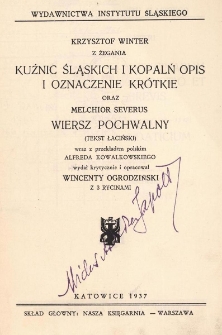 WYDAWNICTWA INSTYTUTU ŚLĄSKIEGO
KRZYSZTOF WINTER
Z ŻEGANIA
KUŹNIC ŚLĄSKICH I KOPALŃ OPIS
I OZNACZENIE KRÓTKIE
ORAZ
MELCHIOR SEVERUS
WIERSZ POCHWALNY
(TEKST ŁACIŃSKI)
wraz z przekładem polskim
ALFREDA KOWALKOWSKIEGO
wydał krytycznie i opracował
WINCENTY OGRODZIŃSKI
Z 3 RYCINAMI
KATOWICE 1937
SKŁAD GŁÓWNY: NASZA KSIĘGARNIA — WARSZAWA